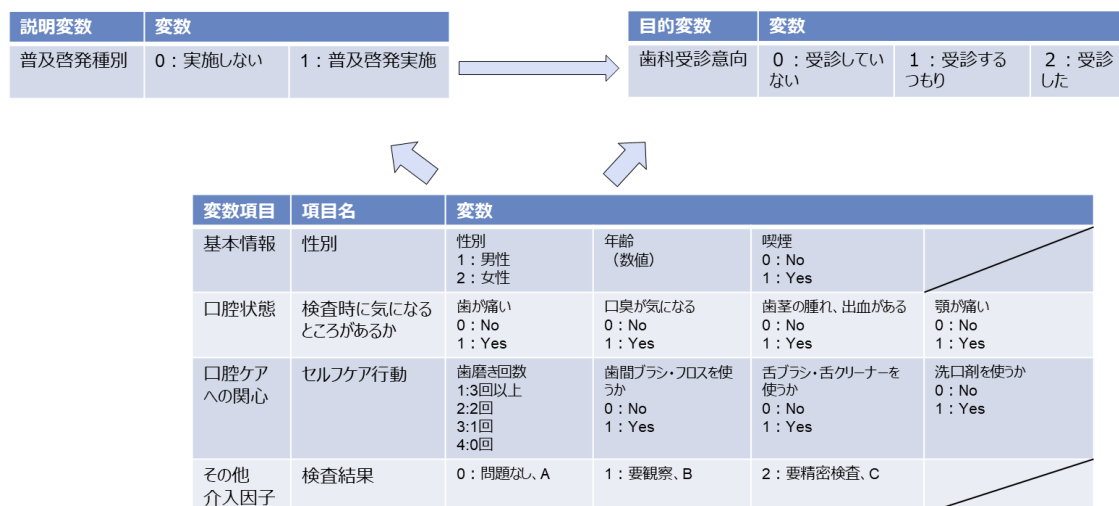 説明変数 変数
普及啓発種別 0：実施しない 1：普及啓発実施
目的変数 変数
歯科受診意向 0：受診してい
ない
1：受診する
つもり
2：受診
した
変数項目 項目名 変数
基本情報 性別
性別
1：男性
2：女性
年齢
（数値）
喫煙
0：No
1：Yes
口腔状態
検査時に気になる
ところがあるか
歯が痛い
0：No
1：Yes
口臭が気になる
0：No
1：Yes
歯茎の腫れ、出血がある
0：No
1：Yes
顎が痛い
0：No
1：Yes
口腔ケア
への関心
セルフケア行動
歯磨き回数
1:3回以上
2:2回
3:1回
4:0回
歯間ブラシ・フロスを使
うか
0：No
1：Yes
舌ブラシ・舌クリーナーを
使うか
0：No
1：Yes
洗口剤を使うか
0：No
1：Yes
その他
介入因子
検査結果
0：問題なし、A
1：要観察、B
2：要精密検査、C